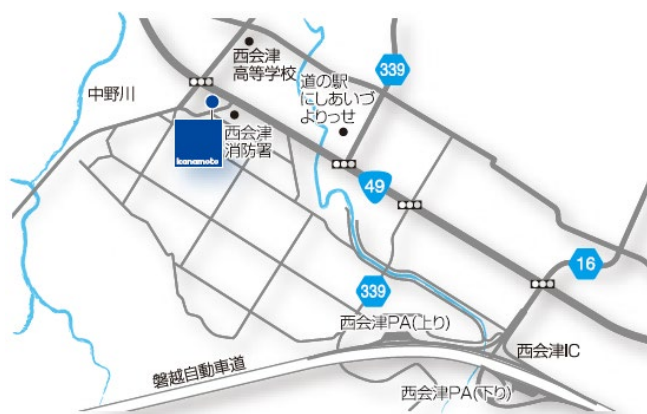 西会津
高等学校
339
中野川
道の駅
にしあいづ
よりっせ
西会津
消防署
kanamoto
49
16
339
西会津PA(上り)
西会津IC
磐越自動車道
西会津PA(下り)